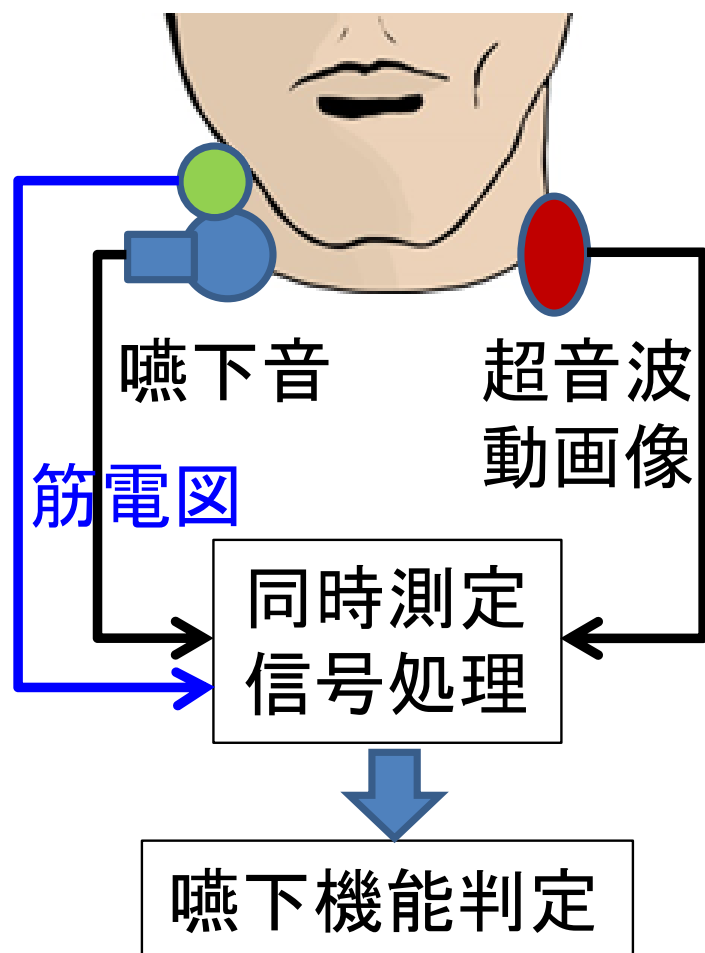 嚥下音
超音波
動画像
筋電図
同時測定
信号処理
嚥下機能判定